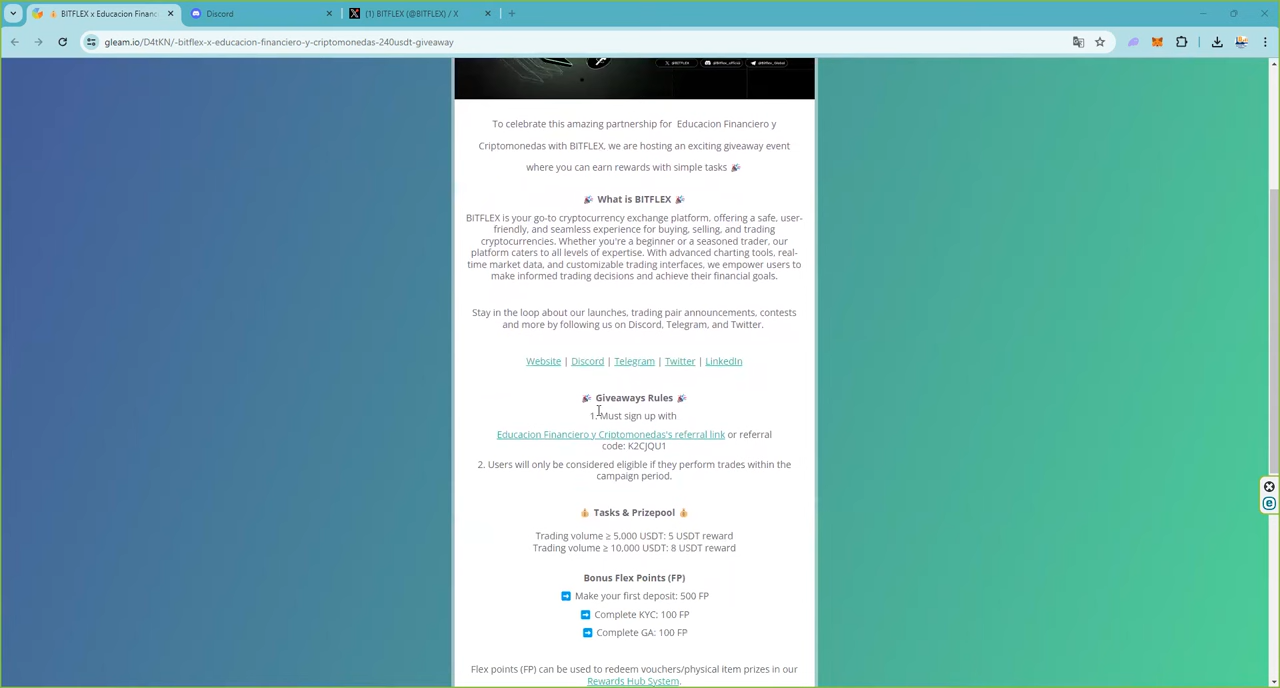 BITFLEX x Educacion Financ
Discord
(1) BITFLEX (@BITFLEX) / X
gleam.io/D4tKN/-bitflex-x-educacion-financiero-y-criptomonedas-240usdt-giveaway
To celebrate this amazing partnership for Educacion Financiero y
Criptomonedas with BITFLEX, we are hosting an exciting giveaway event
where you can earn rewards with simple tasks 🎉
🎉 What is BITFLEX 🎉
BITFLEX is your go-to cryptocurrency exchange platform, offering a safe, user-
friendly, and seamless experience for buying, selling, and trading
cryptocurrencies. Whether you're a beginner or a seasoned trader, our
platform caters to all levels of expertise. With advanced charting tools, real-
time market data, and customizable trading interfaces, we empower users to
make informed trading decisions and achieve their financial goals.
Stay in the loop about our launches, trading pair announcements, contests
and more by following us on Discord, Telegram, and Twitter.
Website | Discord | Telegram | Twitter | LinkedIn
🎉 Giveaways Rules 🎉
1. Must sign up with
Educacion Financiero y Criptomonedas's referral link or referral
code: K2CJQU1
2. Users will only be considered eligible if they perform trades within the
campaign period.
💰 Tasks & Prizepool 💰
Trading volume ≥ 5,000 USDT: 5 USDT reward
Trading volume ≥ 10,000 USDT: 8 USDT reward
Bonus Flex Points (FP)
➡️ Make your first deposit: 500 FP
➡️ Complete KYC: 100 FP
➡️ Complete GA: 100 FP
Flex points (FP) can be used to redeem vouchers/physical item prizes in our
Rewards Hub System.